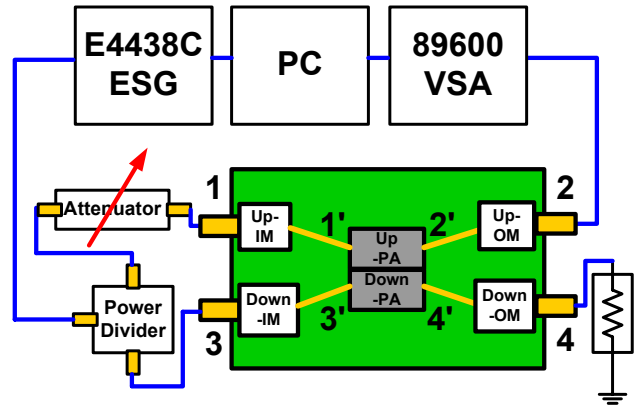 E4438C
ESG
PC
89600
VSA
1
2
Attenuator
Up-
IM
1'
2'
Up-
OM
Up
-PA
Down
-PA
Power
Divider
Down
-IM
3'
4'
Down
-OM
3
4